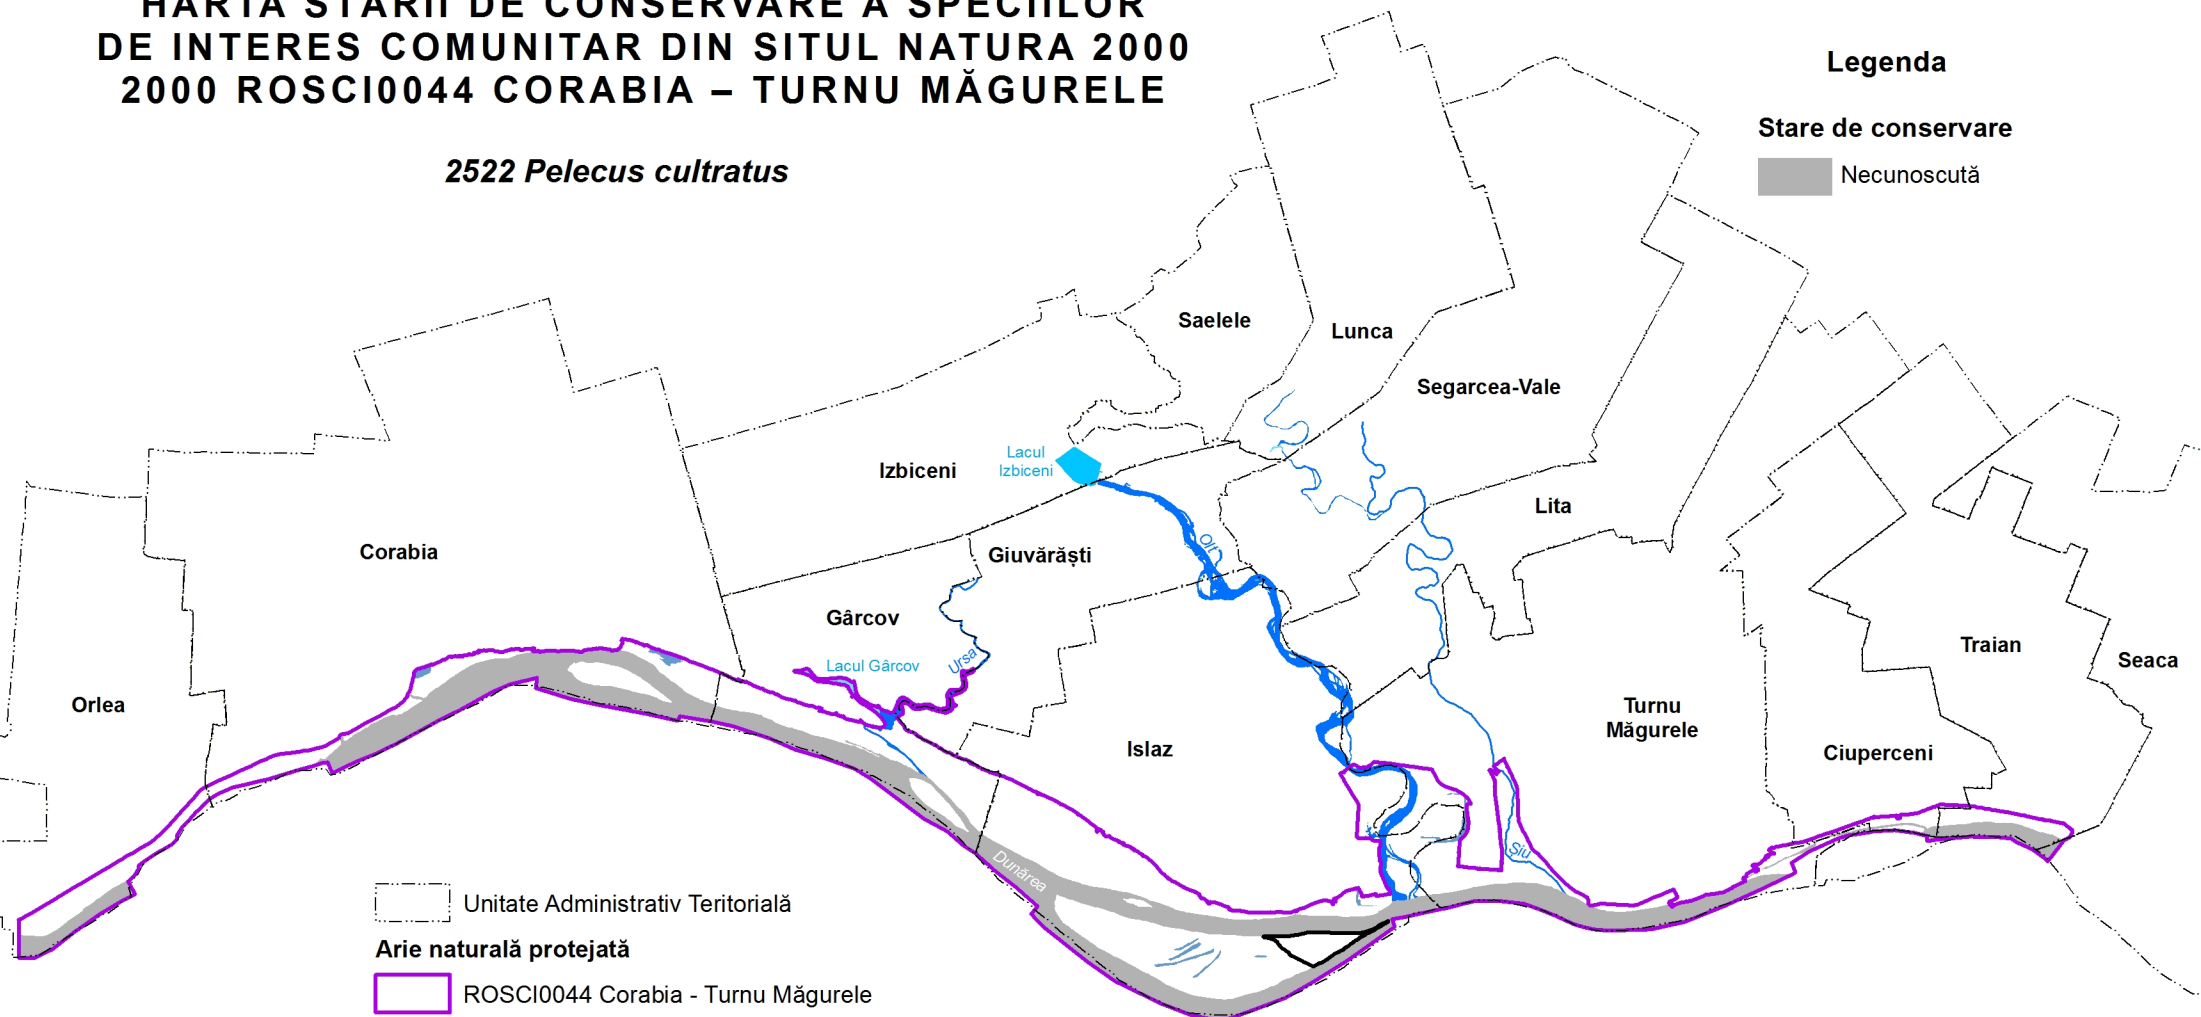 HARTA STĂRII DE CONSERVARE A SPECIILOR
DE INTERES COMUNITAR DIN SITUL NATURA 2000
2000 ROSCI0044 CORABIA – TURNU MĂGURELE
2522 Pelecus cultratus
Legenda
Stare de conservare
Necunoscută
Saelele
Lunca
Segarcea-Vale
Izbiceni
Lacul
Izbiceni
Lita
Corabia
Giuvărăști
Olt
Gârcov
Lacul Gârcov
Ursa
Traian
Seaca
Orlea
Turnu
Măgurele
Islaz
Ciuperceni
Șiu
Dunărea
Unitate Administrativ Teritorială
Arie naturală protejată
ROSCI0044 Corabia - Turnu Măgurele